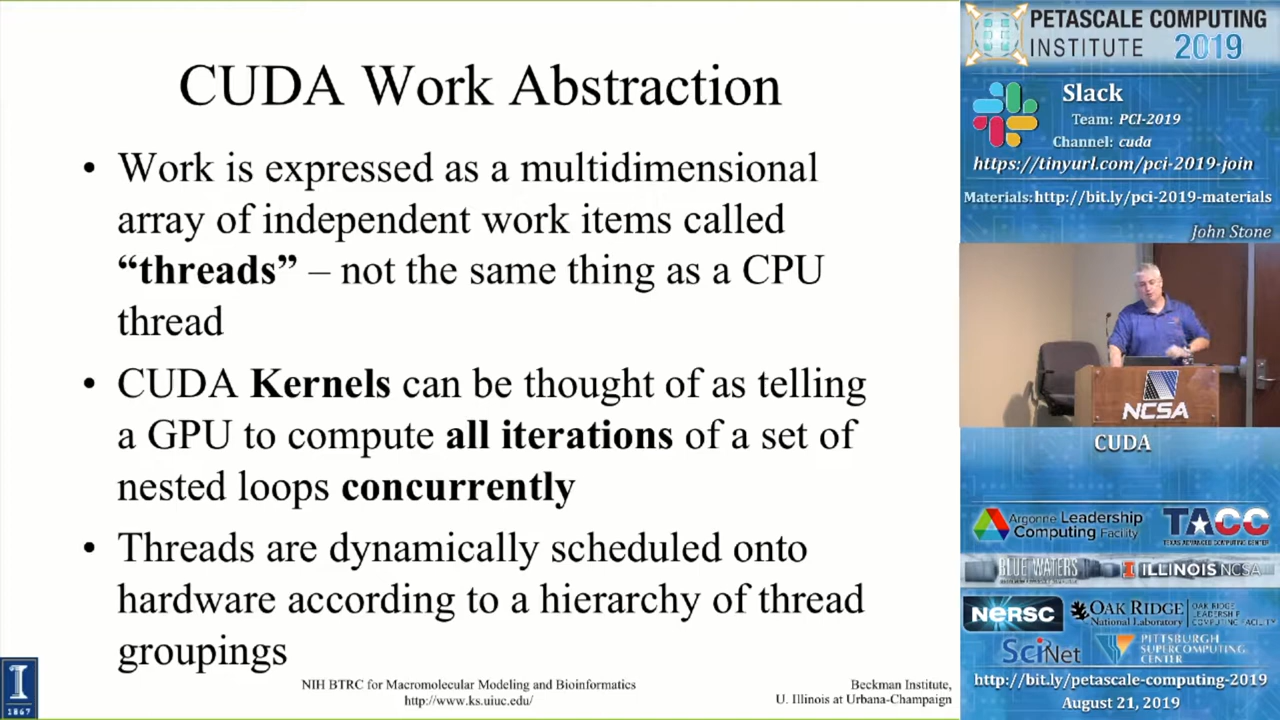 CUDA Work Abstraction
• Work is expressed as a multidimensional
array of independent work items called
“threads” – not the same thing as a CPU
thread
• CUDA Kernels can be thought of as telling
a GPU to compute all iterations of a set of
nested loops concurrently
• Threads are dynamically scheduled onto
hardware according to a hierarchy of thread
groupings
I
1867
NIH BTRC for Macromolecular Modeling and Bioinformatics
http://www.ks.uiuc.edu/
Beckman Institute,
U. Illinois at Urbana-Champaign
PETASCALE COMPUTING
INSTITUTE 2019
Slack
Team: PCI-2019
Channel: cuda
https://tinyurl.com/pci-2019-join
Materials:http://bit.ly/pci-2019-materials
John Stone
NCSA
CUDA
Argonne Leadership
Computing Facility
TACC
TEXAS ADVANCED COMPUTING CENTER
BLUE WATERS
I ILLINOIS NCSA
NERSC
OAK RIDGE
National Laboratory
OAK RIDGE
LEADERSHIP
COMPUTING FACILITY
SciNet
PITTSBURGH
SUPERCOMPUTING
CENTER
http://bit.ly/petascale-computing-2019
August 21, 2019